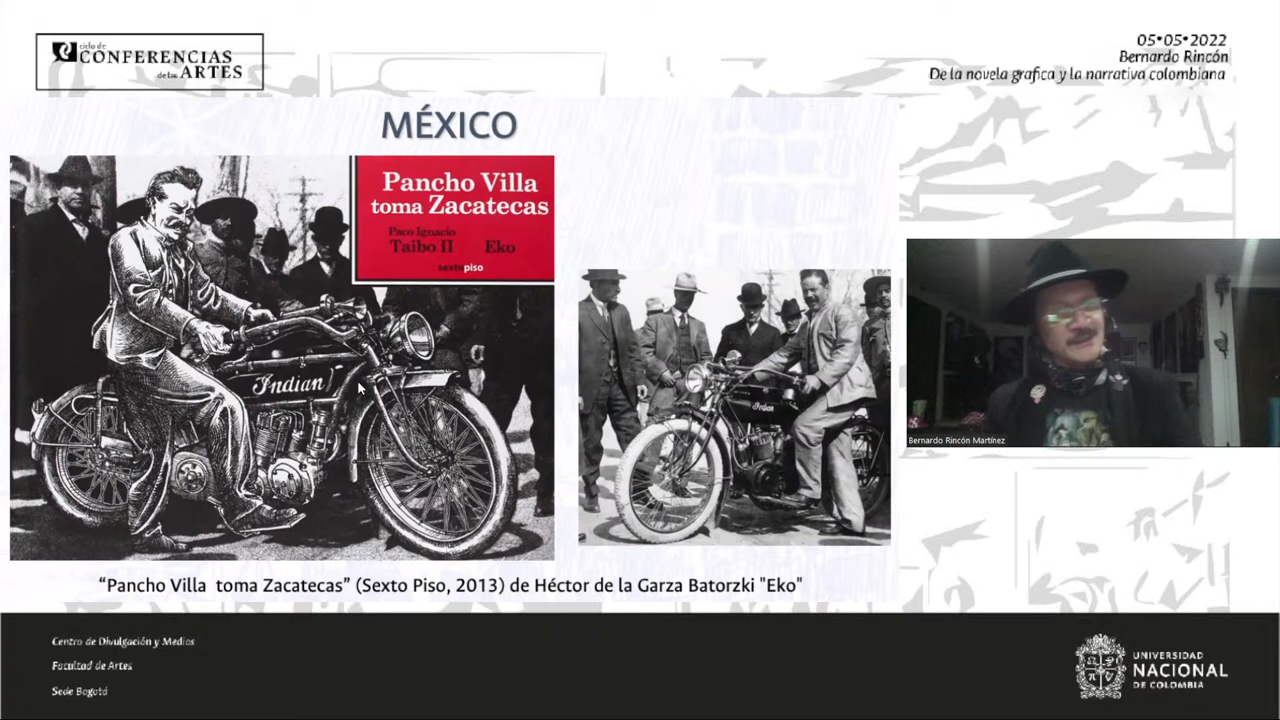 ciclo de
CONFERENCIAS
de las ARTES
05•05•2022
Bernardo Rincón
De la novela grafica y la narrativa colombiana
MÉXICO
Pancho Villa
toma Zacatecas
Paco Ignacio
Taibo II Eko
sextopiso
Indian
Indian
Bernardo Rincón Martínez
“Pancho Villa toma Zacatecas” (Sexto Piso, 2013) de Héctor de la Garza Batorzki "Eko"
Centro de Divulgación y Medios
Facultad de Artes
Sede Bogotá
UNIVERSIDAD
NACIONAL
DE COLOMBIA